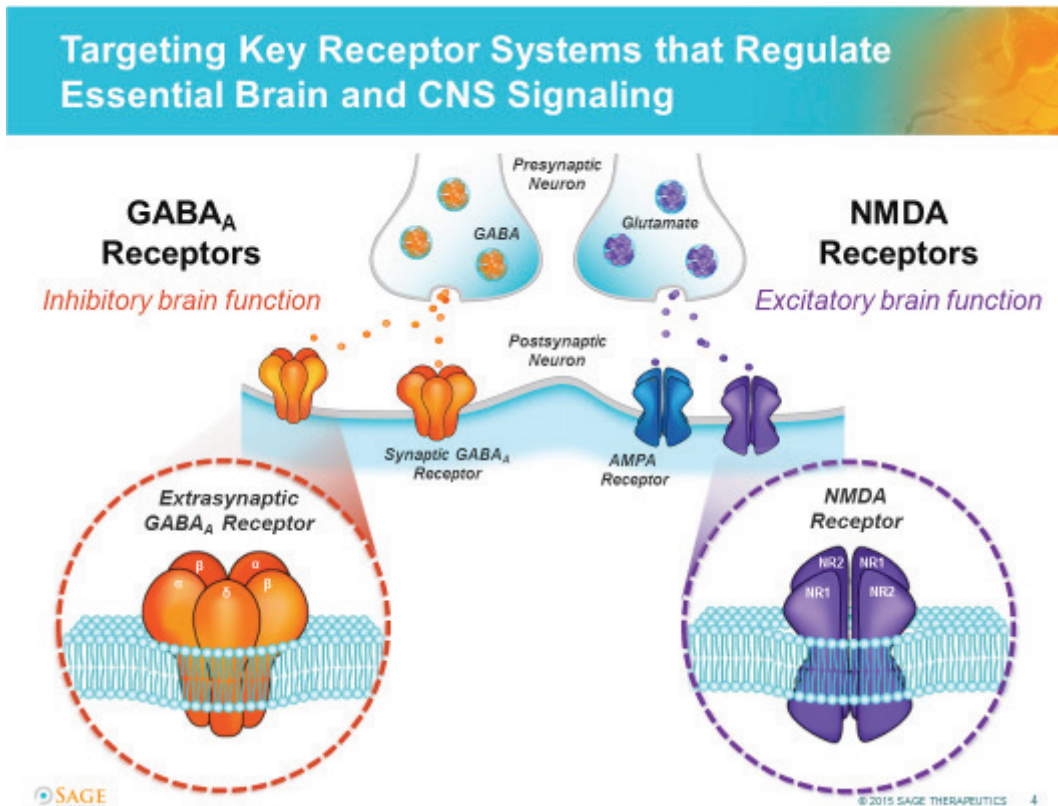 Targeting Key Receptor Systems that Regulate
Essential Brain and CNS Signaling
Presynaptic
Neuron
GABAA
Receptors
Inhibitory brain function
GABA
Glutamate
NMDA
Receptors
Excitatory brain function
Postsynaptic
Neuron
Synaptic GABAA
Receptor
AMPA
Receptor
Extrasynaptic
GABAA Receptor
β
α
α
δ
β
NMDA
Receptor
NR2
NR1
NR1
NR2
SAGE
© 2015 SAGE THERAPEUTICS 4